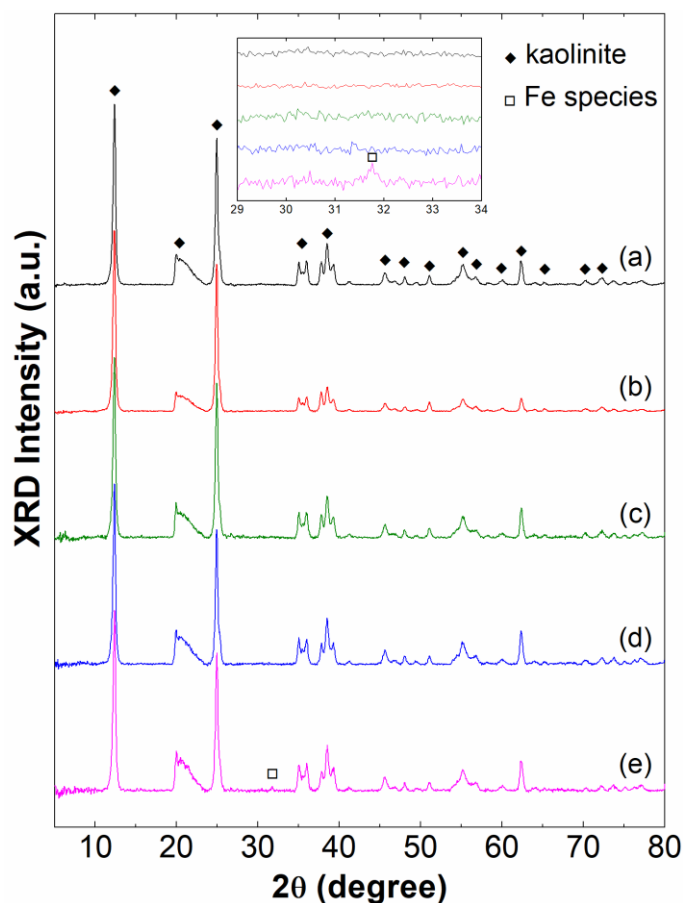 ◆ kaolinite
□ Fe species
29 30 31 32 33 34
(a)
(b)
(c)
(d)
(e)
XRD Intensity (a.u.)
10 20 30 40 50 60 70 80
2θ (degree)